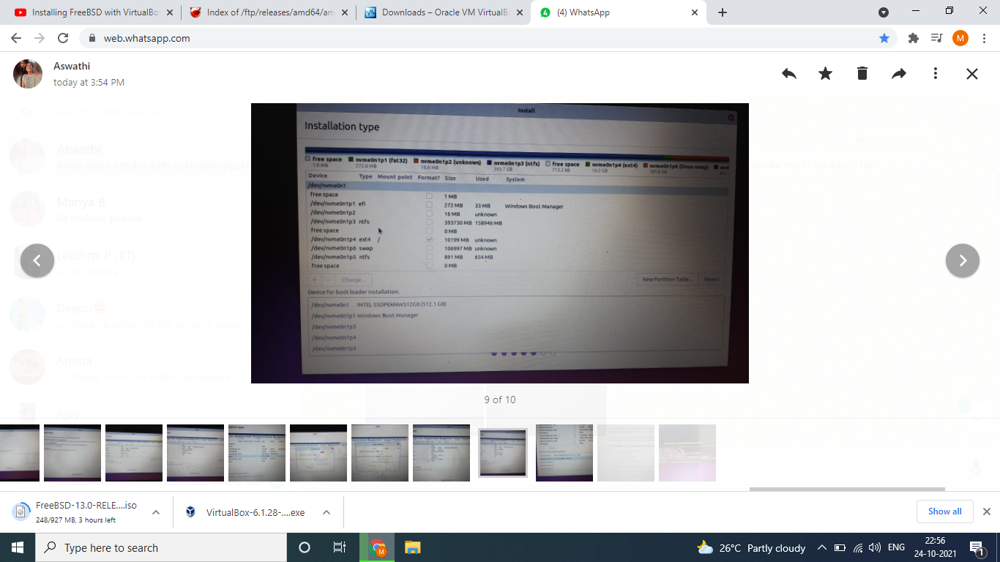 Installing FreeBSD with VirtualBo
Index of /ftp/releases/amd64/am
Downloads – Oracle VM VirtualB
(4) WhatsApp
web.whatsapp.com
M
Aswathi
today at 3:54 PM
Install
Installation type
free space
1.0 MB
nvme0n1p1 (fat32)
272.6 MB
nvme0n1p2 (unknown)
16.8 MB
nvme0n1p3 (ntfs)
393.7 GB
free space
713.2 kB
nvme0n1p4 (ext4)
10.2 GB
nvme0n1p6 (linux-swap)
107.0 GB
Device Type Mount point Format? Size Used System
/dev/nvme0n1
free space 1 MB
/dev/nvme0n1p1 efi 272 MB 33 MB Windows Boot Manager
/dev/nvme0n1p2 16 MB unknown
/dev/nvme0n1p3 ntfs 393730 MB 158946 MB
free space 0 MB
/dev/nvme0n1p4 ext4 / 10199 MB unknown
/dev/nvme0n1p6 swap 106997 MB unknown
/dev/nvme0n1p5 ntfs 891 MB 654 MB
free space 0 MB
+ − Change... New Partition Table... Revert
Device for boot loader installation:
/dev/nvme0n1 INTEL SSDPEKNW512G8 (512.1 GB)
/dev/nvme0n1p1 Windows Boot Manager
/dev/nvme0n1p3
/dev/nvme0n1p4
/dev/nvme0n1p5
Aswathi
Manya B
Ila thokum pkashe
Lekshmi P (BT)
Deepu
Amma
Ajay
9 of 10
FreeBSD-13.0-RELE....iso
248/927 MB, 3 hours left
VirtualBox-6.1.28-....exe
Show all
Type here to search
M
26°C Partly cloudy
ENG
22:56
24-10-2021
1